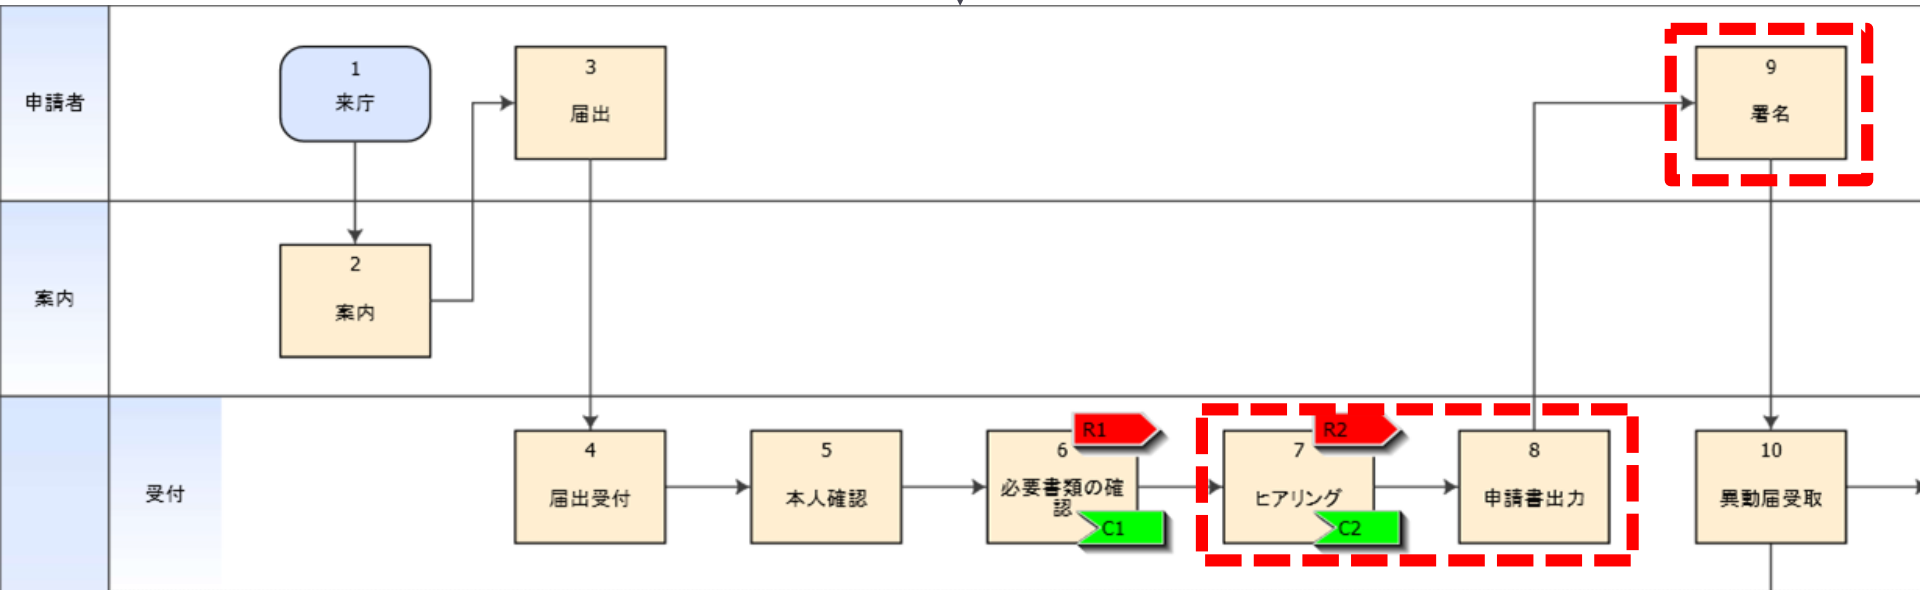 申請者
1
来庁
3
届出
9
署名
案内
2
案内
受付
4
届出受付
5
本人確認
R1
6
必要書類の確
認
C1
R2
7
ヒアリング
C2
8
申請書出力
10
異動届受取